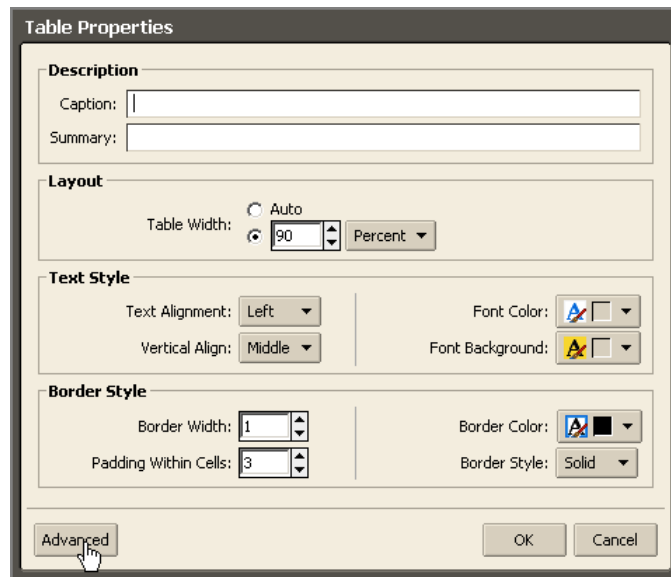 Table Properties
Description
Caption:
Summary:
Layout
Table Width:
Auto
90 Percent
Text Style
Text Alignment: Left
Font Color:
Vertical Align: Middle
Font Background:
Border Style
Border Width: 1
Border Color:
Padding Within Cells: 3
Border Style: Solid
Advanced
OK
Cancel